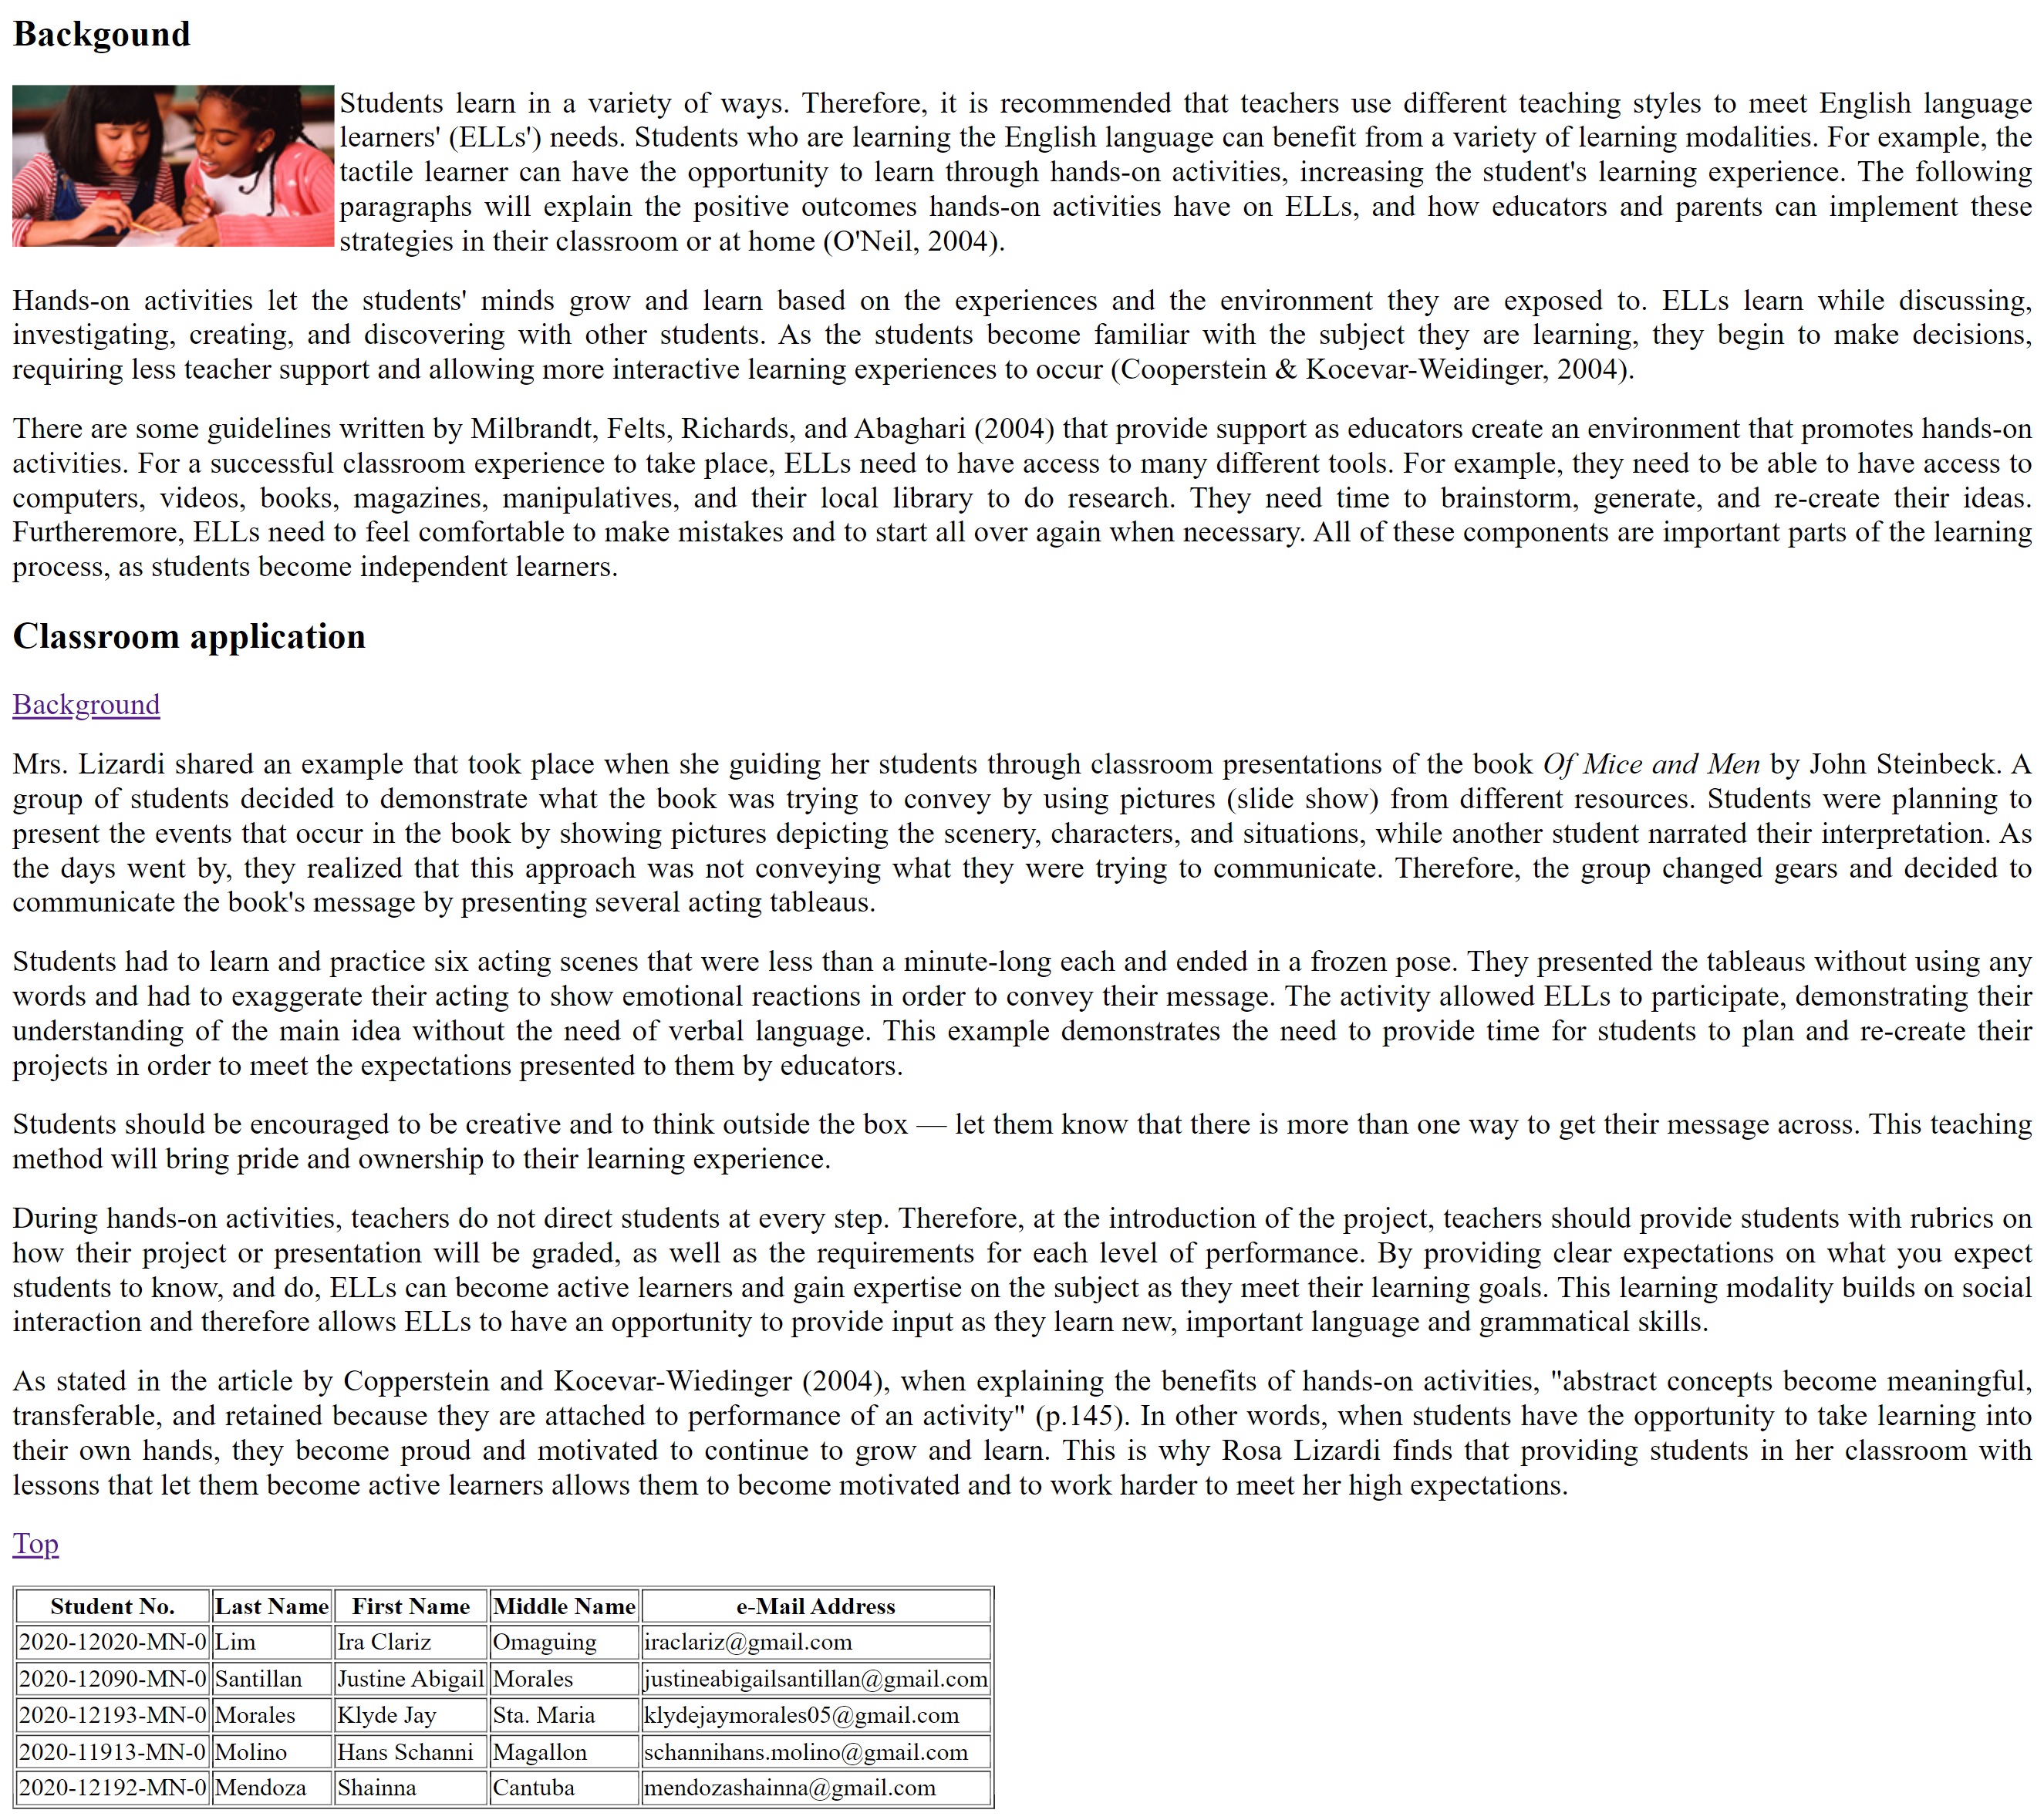 Backgound
Students learn in a variety of ways. Therefore, it is recommended that teachers use different teaching styles to meet English language
learners' (ELLs') needs. Students who are learning the English language can benefit from a variety of learning modalities. For example, the
tactile learner can have the opportunity to learn through hands-on activities, increasing the student's learning experience. The following
paragraphs will explain the positive outcomes hands-on activities have on ELLs, and how educators and parents can implement these
strategies in their classroom or at home (O'Neil, 2004).
Hands-on activities let the students' minds grow and learn based on the experiences and the environment they are exposed to. ELLs learn while discussing,
investigating, creating, and discovering with other students. As the students become familiar with the subject they are learning, they begin to make decisions,
requiring less teacher support and allowing more interactive learning experiences to occur (Cooperstein & Kocevar-Weidinger, 2004).
There are some guidelines written by Milbrandt, Felts, Richards, and Abaghari (2004) that provide support as educators create an environment that promotes hands-on
activities. For a successful classroom experience to take place, ELLs need to have access to many different tools. For example, they need to be able to have access to
computers, videos, books, magazines, manipulatives, and their local library to do research. They need time to brainstorm, generate, and re-create their ideas.
Furtheremore, ELLs need to feel comfortable to make mistakes and to start all over again when necessary. All of these components are important parts of the learning
process, as students become independent learners.
Classroom application
Background
Mrs. Lizardi shared an example that took place when she guiding her students through classroom presentations of the book Of Mice and Men by John Steinbeck. A
group of students decided to demonstrate what the book was trying to convey by using pictures (slide show) from different resources. Students were planning to
present the events that occur in the book by showing pictures depicting the scenery, characters, and situations, while another student narrated their interpretation. As
the days went by, they realized that this approach was not conveying what they were trying to communicate. Therefore, the group changed gears and decided to
communicate the book's message by presenting several acting tableaus.
Students had to learn and practice six acting scenes that were less than a minute-long each and ended in a frozen pose. They presented the tableaus without using any
words and had to exaggerate their acting to show emotional reactions in order to convey their message. The activity allowed ELLs to participate, demonstrating their
understanding of the main idea without the need of verbal language. This example demonstrates the need to provide time for students to plan and re-create their
projects in order to meet the expectations presented to them by educators.
Students should be encouraged to be creative and to think outside the box — let them know that there is more than one way to get their message across. This teaching
method will bring pride and ownership to their learning experience.
During hands-on activities, teachers do not direct students at every step. Therefore, at the introduction of the project, teachers should provide students with rubrics on
how their project or presentation will be graded, as well as the requirements for each level of performance. By providing clear expectations on what you expect
students to know, and do, ELLs can become active learners and gain expertise on the subject as they meet their learning goals. This learning modality builds on social
interaction and therefore allows ELLs to have an opportunity to provide input as they learn new, important language and grammatical skills.
As stated in the article by Copperstein and Kocevar-Wiedinger (2004), when explaining the benefits of hands-on activities, "abstract concepts become meaningful,
transferable, and retained because they are attached to performance of an activity" (p.145). In other words, when students have the opportunity to take learning into
their own hands, they become proud and motivated to continue to grow and learn. This is why Rosa Lizardi finds that providing students in her classroom with
lessons that let them become active learners allows them to become motivated and to work harder to meet her high expectations.
Top
Student No. Last Name First Name Middle Name e-Mail Address
2020-12020-MN-0 Lim Ira Clariz Omaguing iraclariz@gmail.com
2020-12090-MN-0 Santillan Justine Abigail Morales justineabigailsantillan@gmail.com
2020-12193-MN-0 Morales Klyde Jay Sta. Maria klydejaymorales05@gmail.com
2020-11913-MN-0 Molino Hans Schanni Magallon schannihans.molino@gmail.com
2020-12192-MN-0 Mendoza Shainna Cantuba mendozashainna@gmail.com